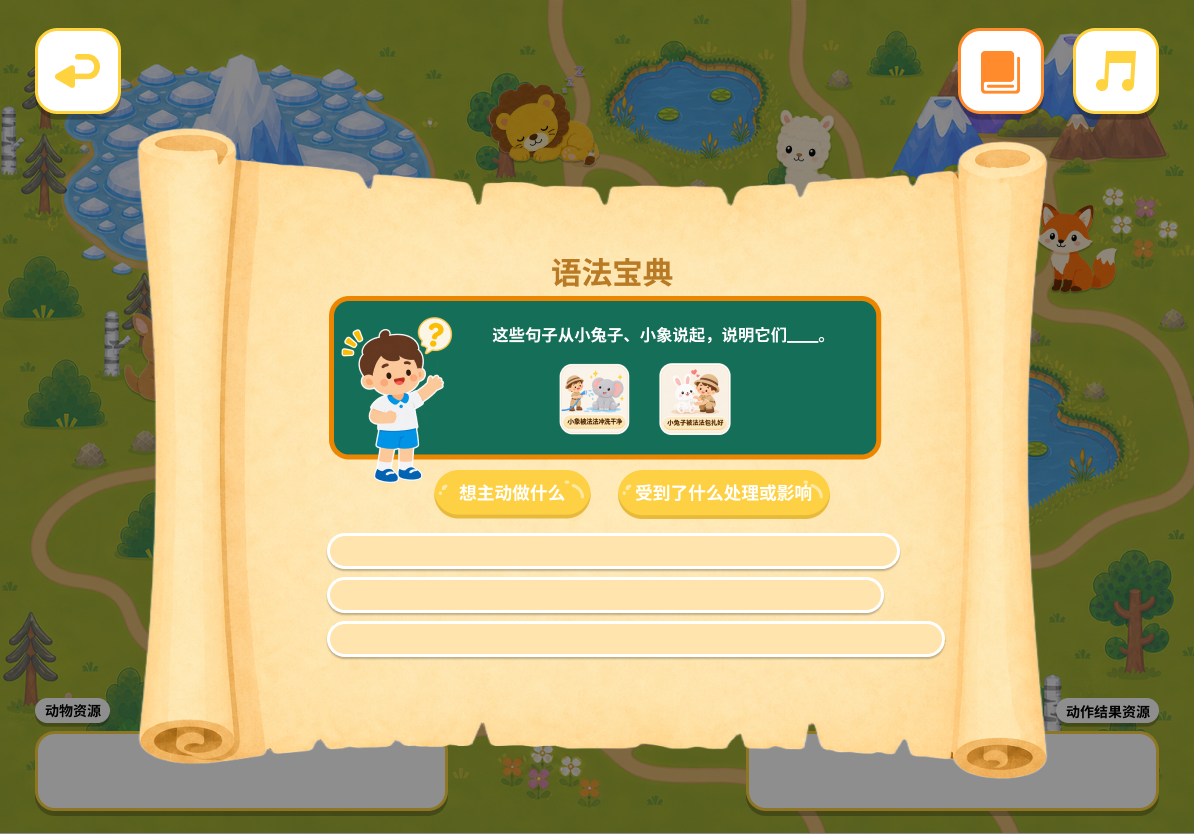 语法宝典
这些句子从小兔子、小象说起，说明它们____。
小象被法法冲洗干净
小兔子被法法包扎好
想主动做什么
受到了什么处理或影响
动物资源
动作结果资源